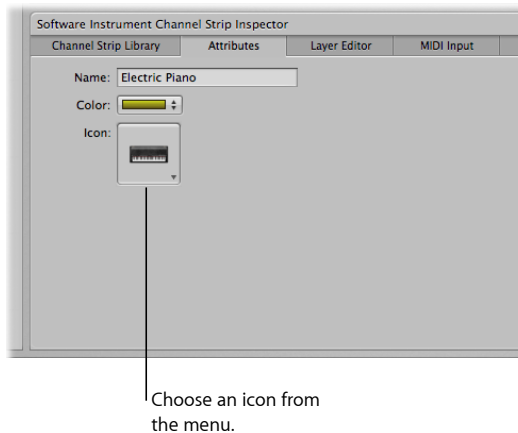 Software Instrument Channel Strip Inspector
Channel Strip Library Attributes Layer Editor MIDI Input
Name: Electric Piano
Color:
Icon:
Choose an icon from
the menu.